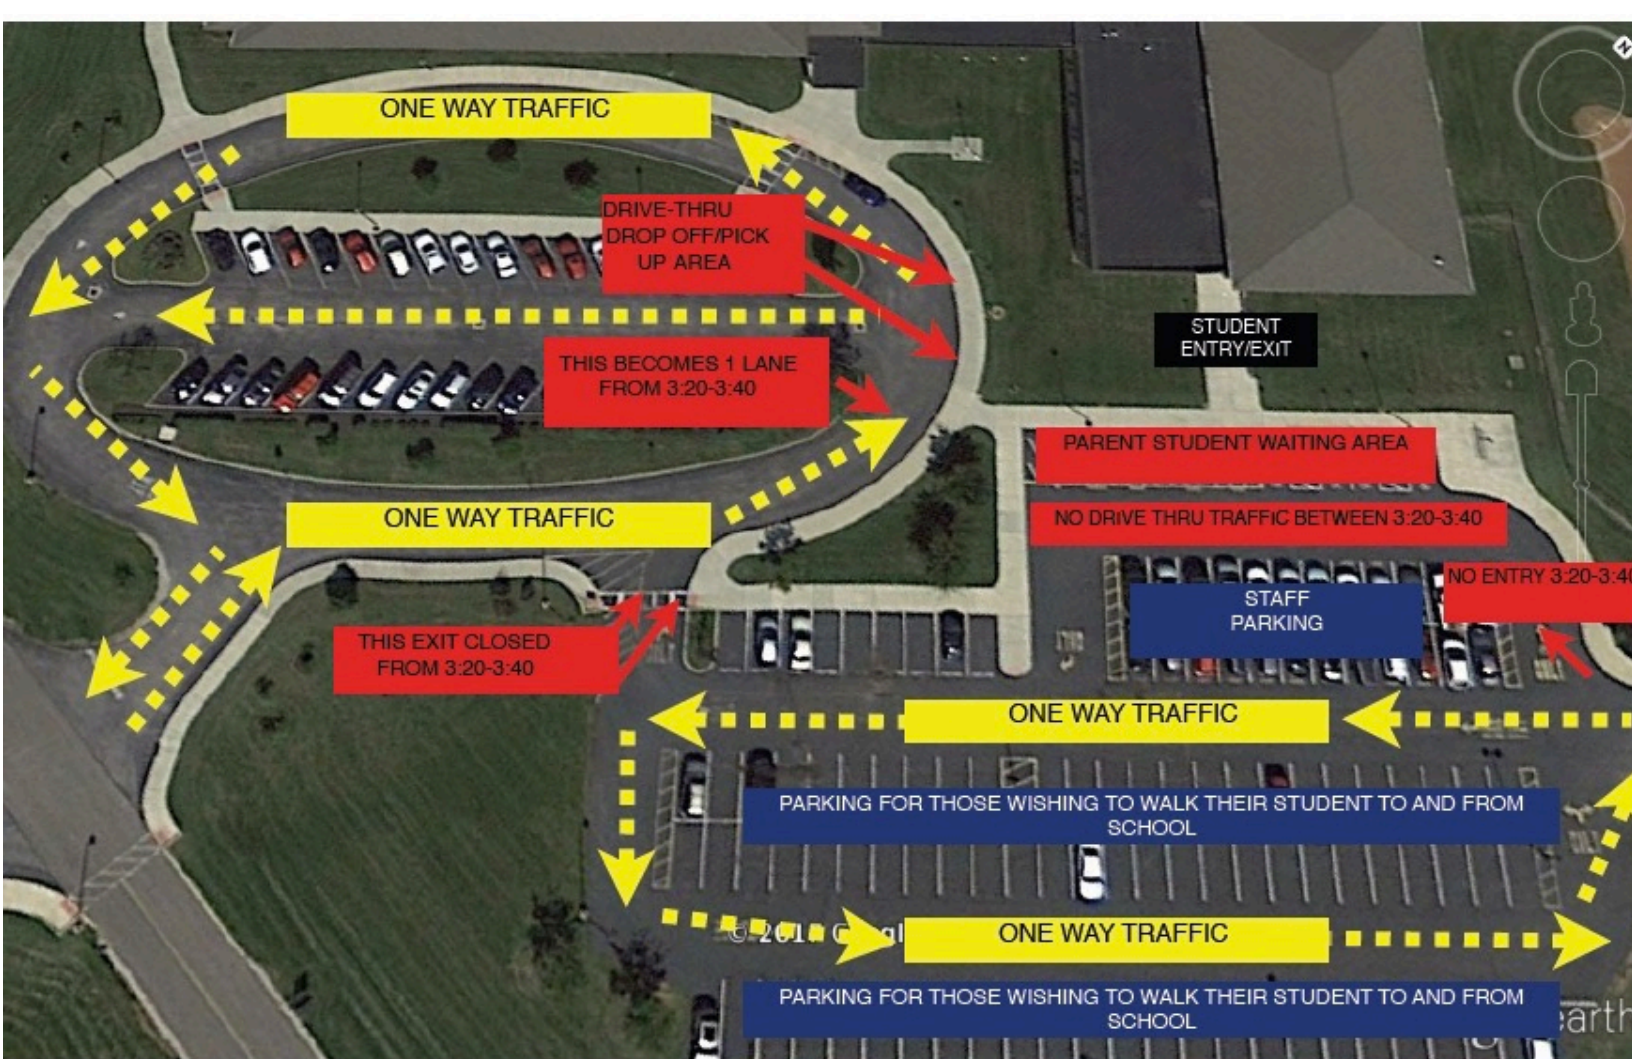 ONE WAY TRAFFIC
DRIVE-THRU
DROP OFF/PICK
UP AREA
STUDENT
ENTRY/EXIT
THIS BECOMES 1 LANE
FROM 3:20-3:40
PARENT STUDENT WAITING AREA
ONE WAY TRAFFIC
NO DRIVE THRU TRAFFIC BETWEEN 3:20-3:40
NO ENTRY 3:20-3:40
STAFF
PARKING
THIS EXIT CLOSED
FROM 3:20-3:40
ONE WAY TRAFFIC
PARKING FOR THOSE WISHING TO WALK THEIR STUDENT TO AND FROM
SCHOOL
ONE WAY TRAFFIC
PARKING FOR THOSE WISHING TO WALK THEIR STUDENT TO AND FROM
SCHOOL
earth
N